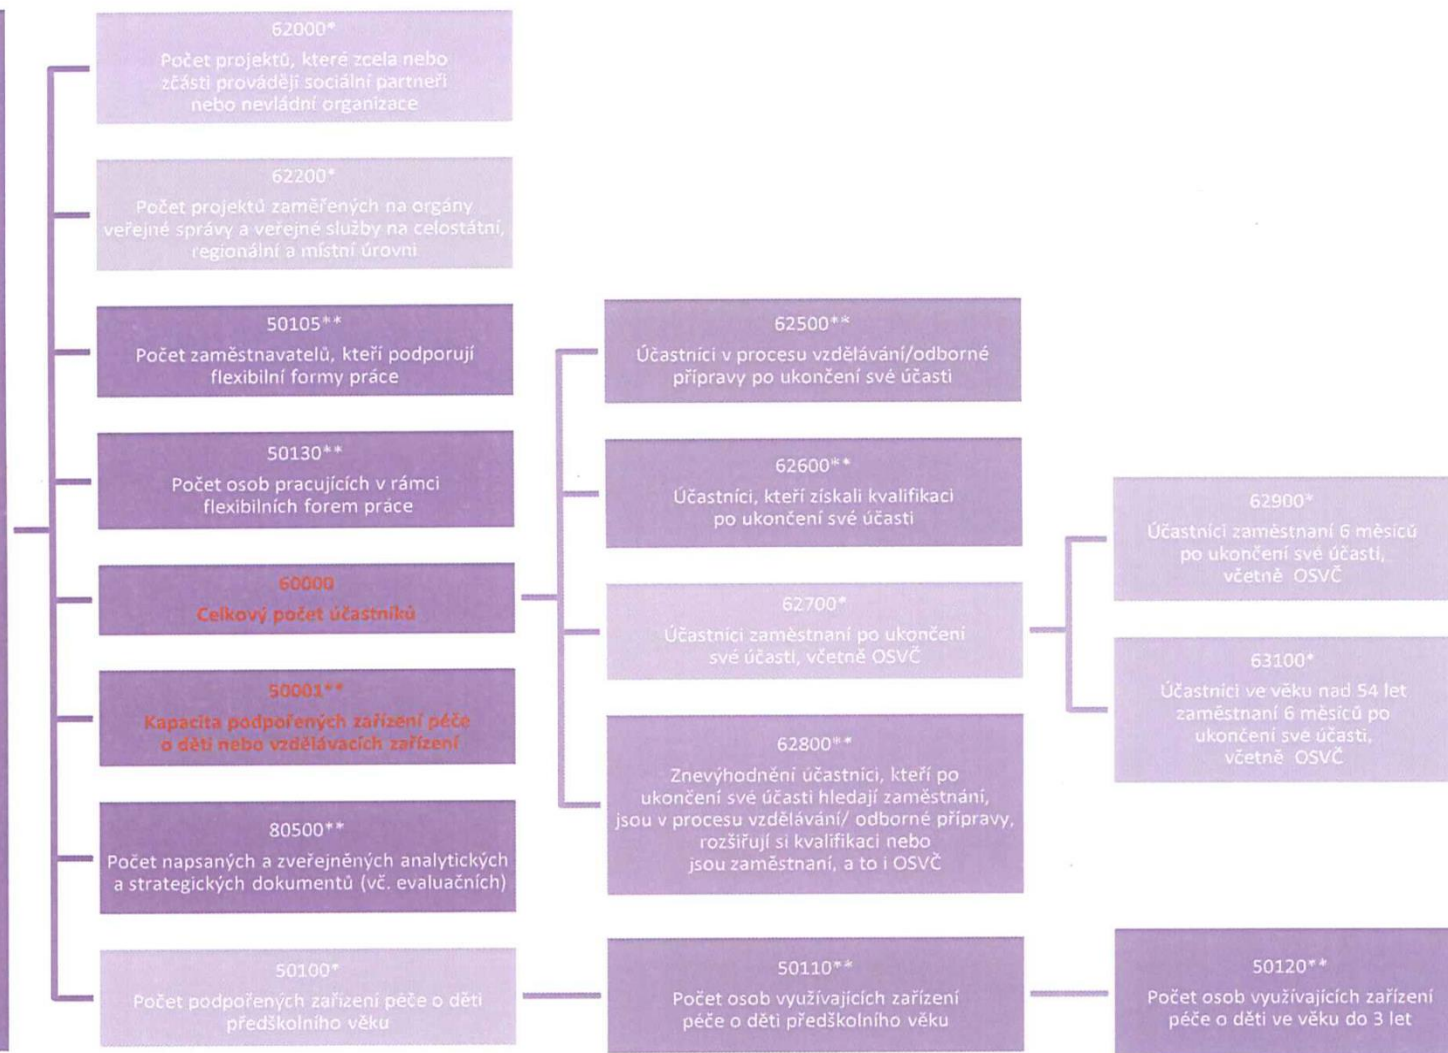 62000*
Počet projektů, které zcela nebo
zčásti provádějí sociální partneři
nebo nevládní organizace
62200*
Počet projektů zaměřených na orgány
veřejné správy a veřejné služby na celostátní,
regionální a místní úrovni
50105**
Počet zaměstnavatelů, kteří podporují
flexibilní formy práce
50130**
Počet osob pracujících v rámci
flexibilních forem práce
60000
Celkový počet účastníků
50001**
Kapacita podpořených zařízení péče
o děti nebo vzdělávacích zařízení
80500**
Počet napsaných a zveřejněných analytických
a strategických dokumentů (vč. evaluačních)
50100*
Počet podpořených zařízení péče o děti
předškolního věku
62500**
Účastníci v procesu vzdělávání/odborné
přípravy po ukončení své účasti
62600**
Účastníci, kteří získali kvalifikaci
po ukončení své účasti
62700*
Účastníci zaměstnaní po ukončení
své účasti, včetně OSVČ
62800**
Znevýhodnění účastníci, kteří po
ukončení své účasti hledají zaměstnání,
jsou v procesu vzdělávání/ odborné přípravy,
rozšiřují si kvalifikaci nebo
jsou zaměstnaní, a to i OSVČ
50110**
Počet osob využívajících zařízení
péče o děti předškolního věku
62900*
Účastníci zaměstnaní 6 měsíců
po ukončení své účasti,
včetně OSVČ
63100*
Účastníci ve věku nad 54 let
zaměstnaní 6 měsíců po
ukončení své účasti,
včetně OSVČ
50120**
Počet osob využívajících zařízení
péče o děti ve věku do 3 let